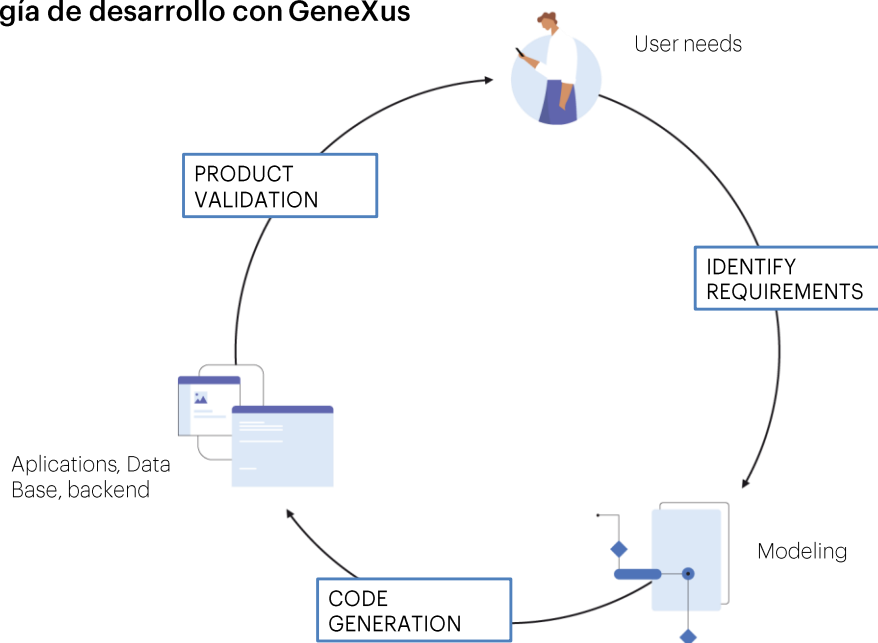 gía de desarrollo con GeneXus
User needs
PRODUCT
VALIDATION
IDENTIFY
REQUIREMENTS
Aplications, Data
Base, backend
Modeling
CODE
GENERATION